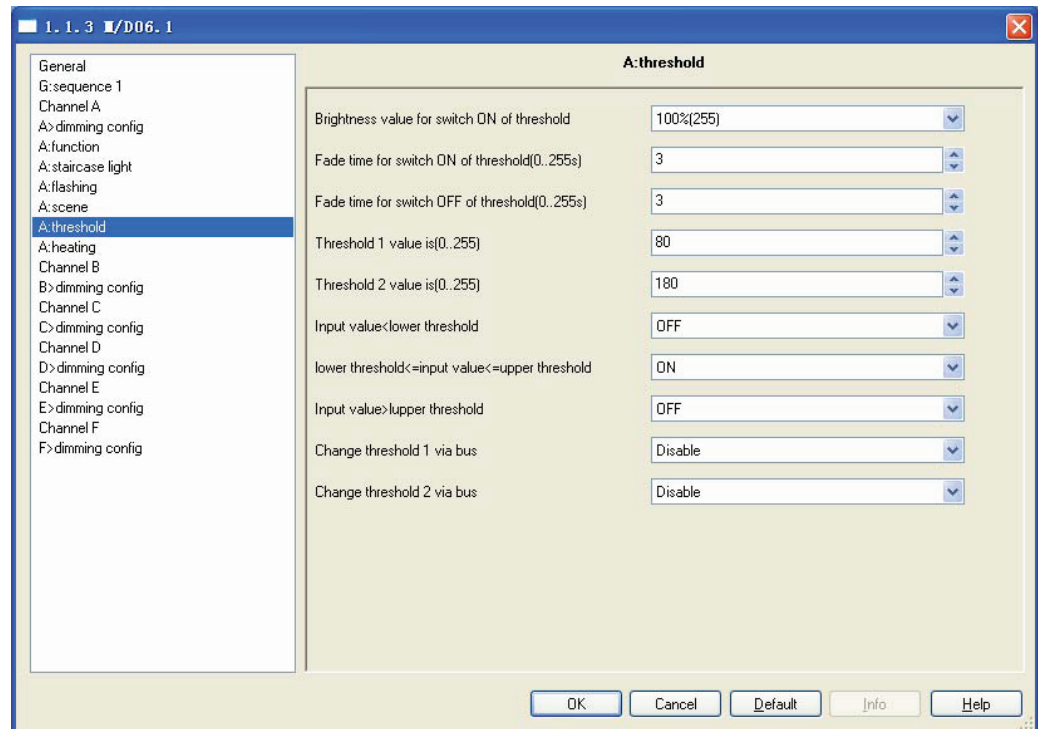 1.1.3 M/D06.1
General
G:sequence 1
Channel A
A>dimming config
A:function
A:staircase light
A:flashing
A:scene
A:threshold
A:heating
Channel B
B>dimming config
Channel C
C>dimming config
Channel D
D>dimming config
Channel E
E>dimming config
Channel F
F>dimming config
A:threshold
Brightness value for switch ON of threshold 100%(255)
Fade time for switch ON of threshold(0..255s) 3
Fade time for switch OFF of threshold(0..255s) 3
Threshold 1 value is(0..255) 80
Threshold 2 value is(0..255) 180
Input value<lower threshold OFF
lower threshold<=input value<=upper threshold ON
Input value>lupper threshold OFF
Change threshold 1 via bus Disable
Change threshold 2 via bus Disable
OK Cancel Default Info Help